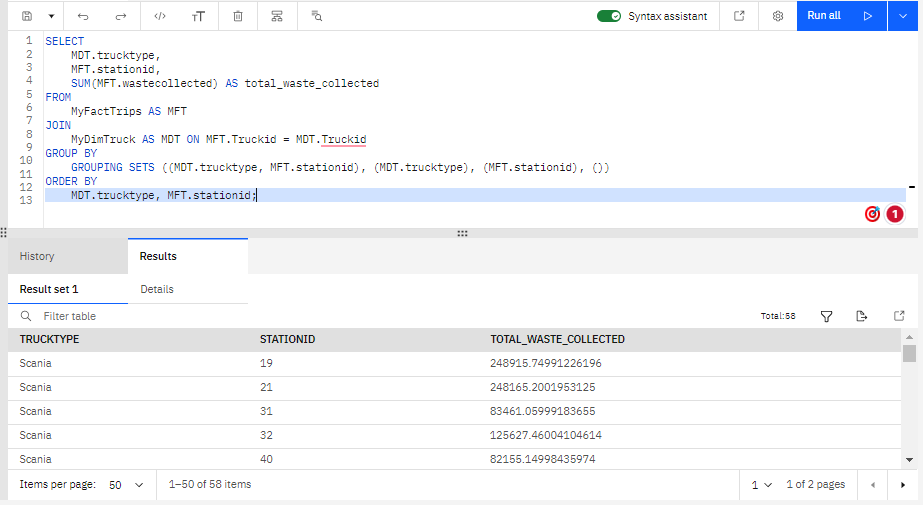 </> TT Syntax assistant Run all
1 SELECT
2 MDT.trucktype,
3 MFT.stationid,
4 SUM(MFT.wastecollected) AS total_waste_collected
5 FROM
6 MyFactTrips AS MFT
7 JOIN
8 MyDimTruck AS MDT ON MFT.Truckid = MDT.Truckid
9 GROUP BY
10 GROUPING SETS ((MDT.trucktype, MFT.stationid), (MDT.trucktype), (MFT.stationid), ())
11 ORDER BY
12 MDT.trucktype, MFT.stationid;
13
1
History Results
Result set 1 Details
Filter table Total:58
TRUCKTYPE STATIONID TOTAL_WASTE_COLLECTED
Scania 19 248915.74991226196
Scania 21 248165.2001953125
Scania 31 83461.05999183655
Scania 32 125627.46004104614
Scania 40 82155.14998435974
Items per page: 50 1–50 of 58 items 1 1 of 2 pages